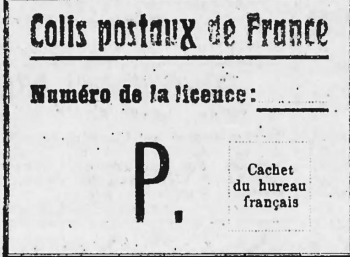 Colis postaux de France
Numéro de la licence:
P.
Cachet
du bureau
français